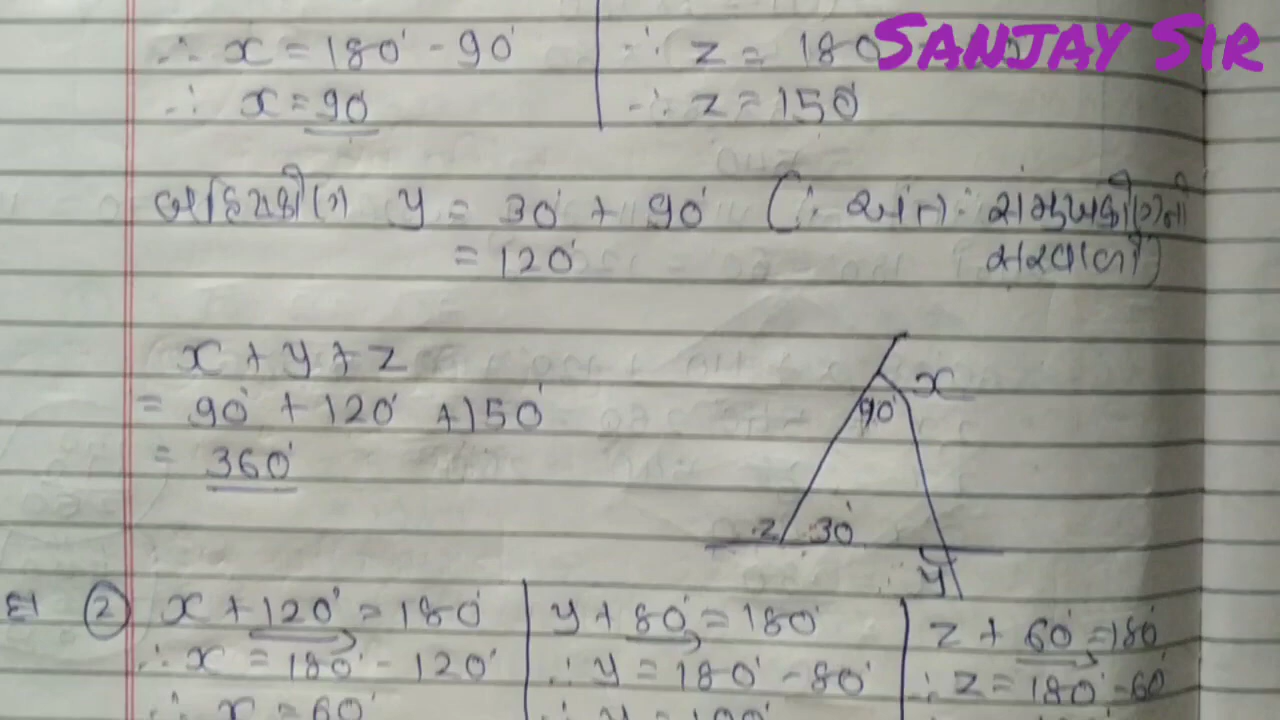 SANJAY SIR
∴ x = 180° - 90°
∴ x = 90
∴ z = 180
∴ z = 150°
બહિષ્કોણ y = 30° + 90° (∵ અંતઃ સંમુખકોણોનો
= 120° સરવાળો)
x + y + z
= 90° + 120° + 150°
= 360°
x
90°
z 30°
y
દા ② x + 120° = 180°
∴ x = 180° - 120°
∴ x = 60°
y + 80° = 180°
∴ y = 180° - 80°
∴ y = 100°
z + 60° = 180°
∴ z = 180° - 60°